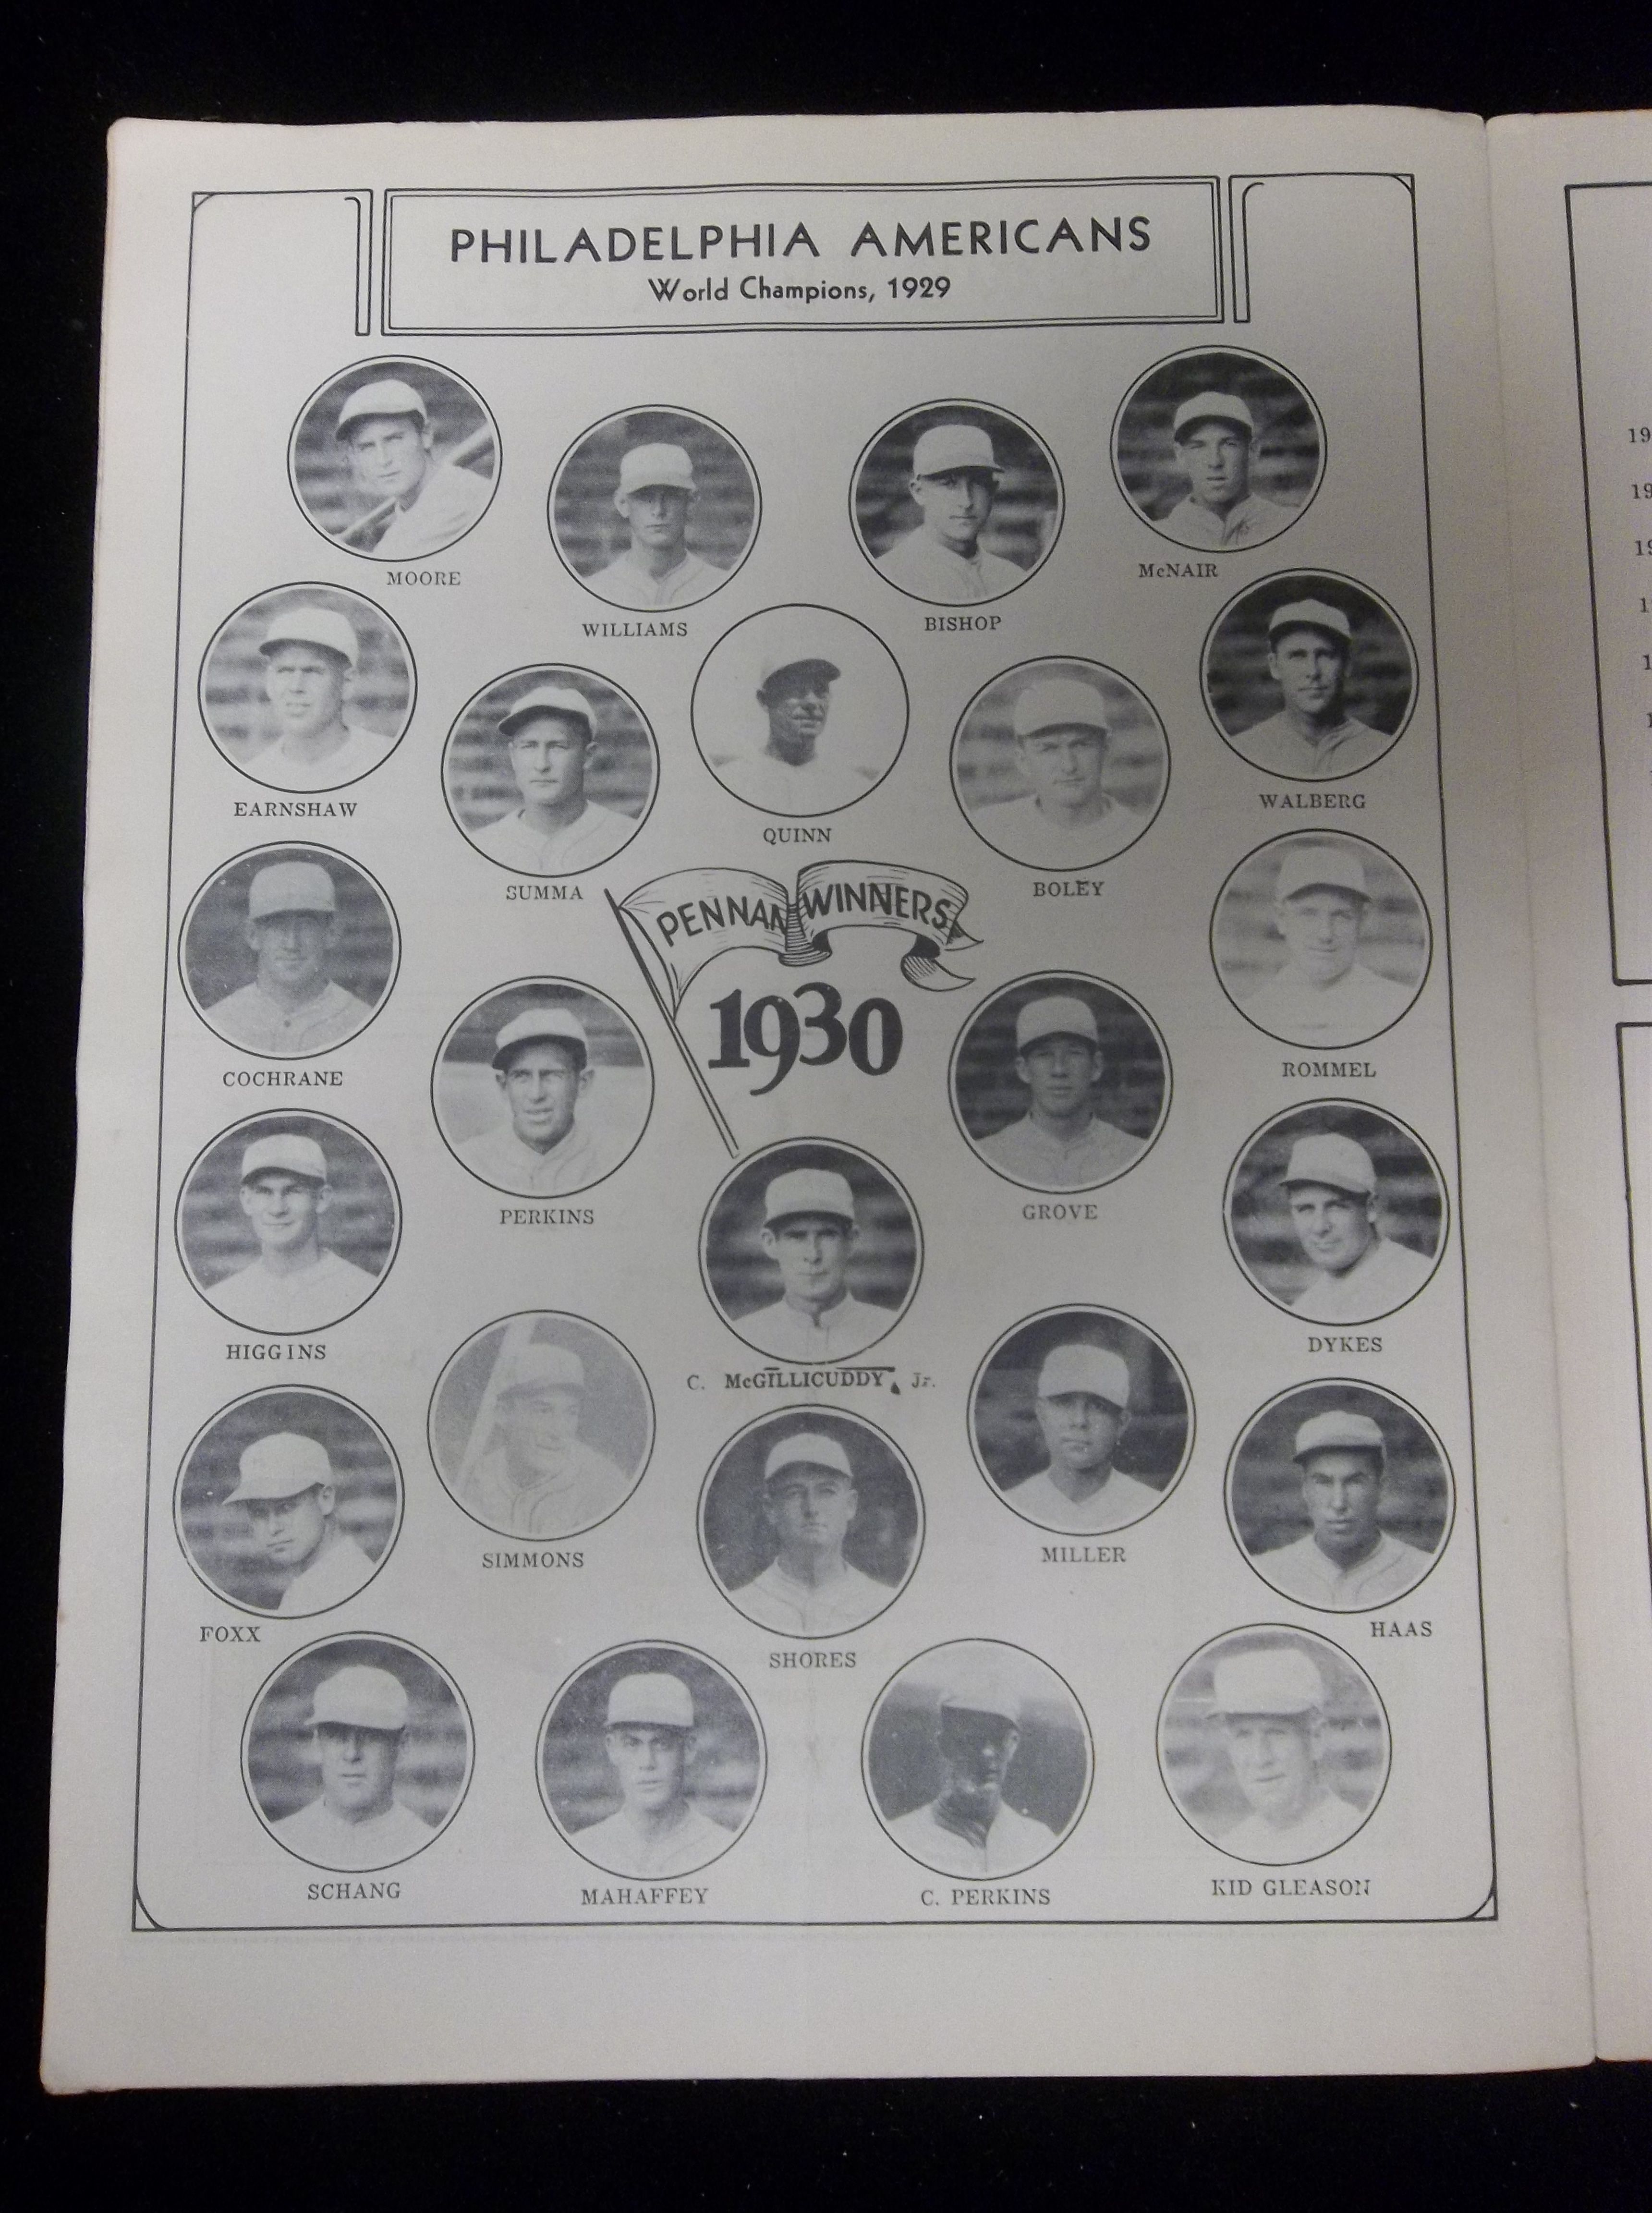 PHILADELPHIA AMERICANS
World Champions, 1929
MOORE
WILLIAMS
BISHOP
McNAIR
EARNSHAW
SUMMA
QUINN
BOLEY
WALBERG
PENNAN WINNERS
1930
COCHRANE
PERKINS
GROVE
ROMMEL
HIGGINS
C. McGILLICUDDY, Jr.
DYKES
FOXX
SIMMONS
SHORES
MILLER
HAAS
SCHANG
MAHAFFEY
C. PERKINS
KID GLEASON